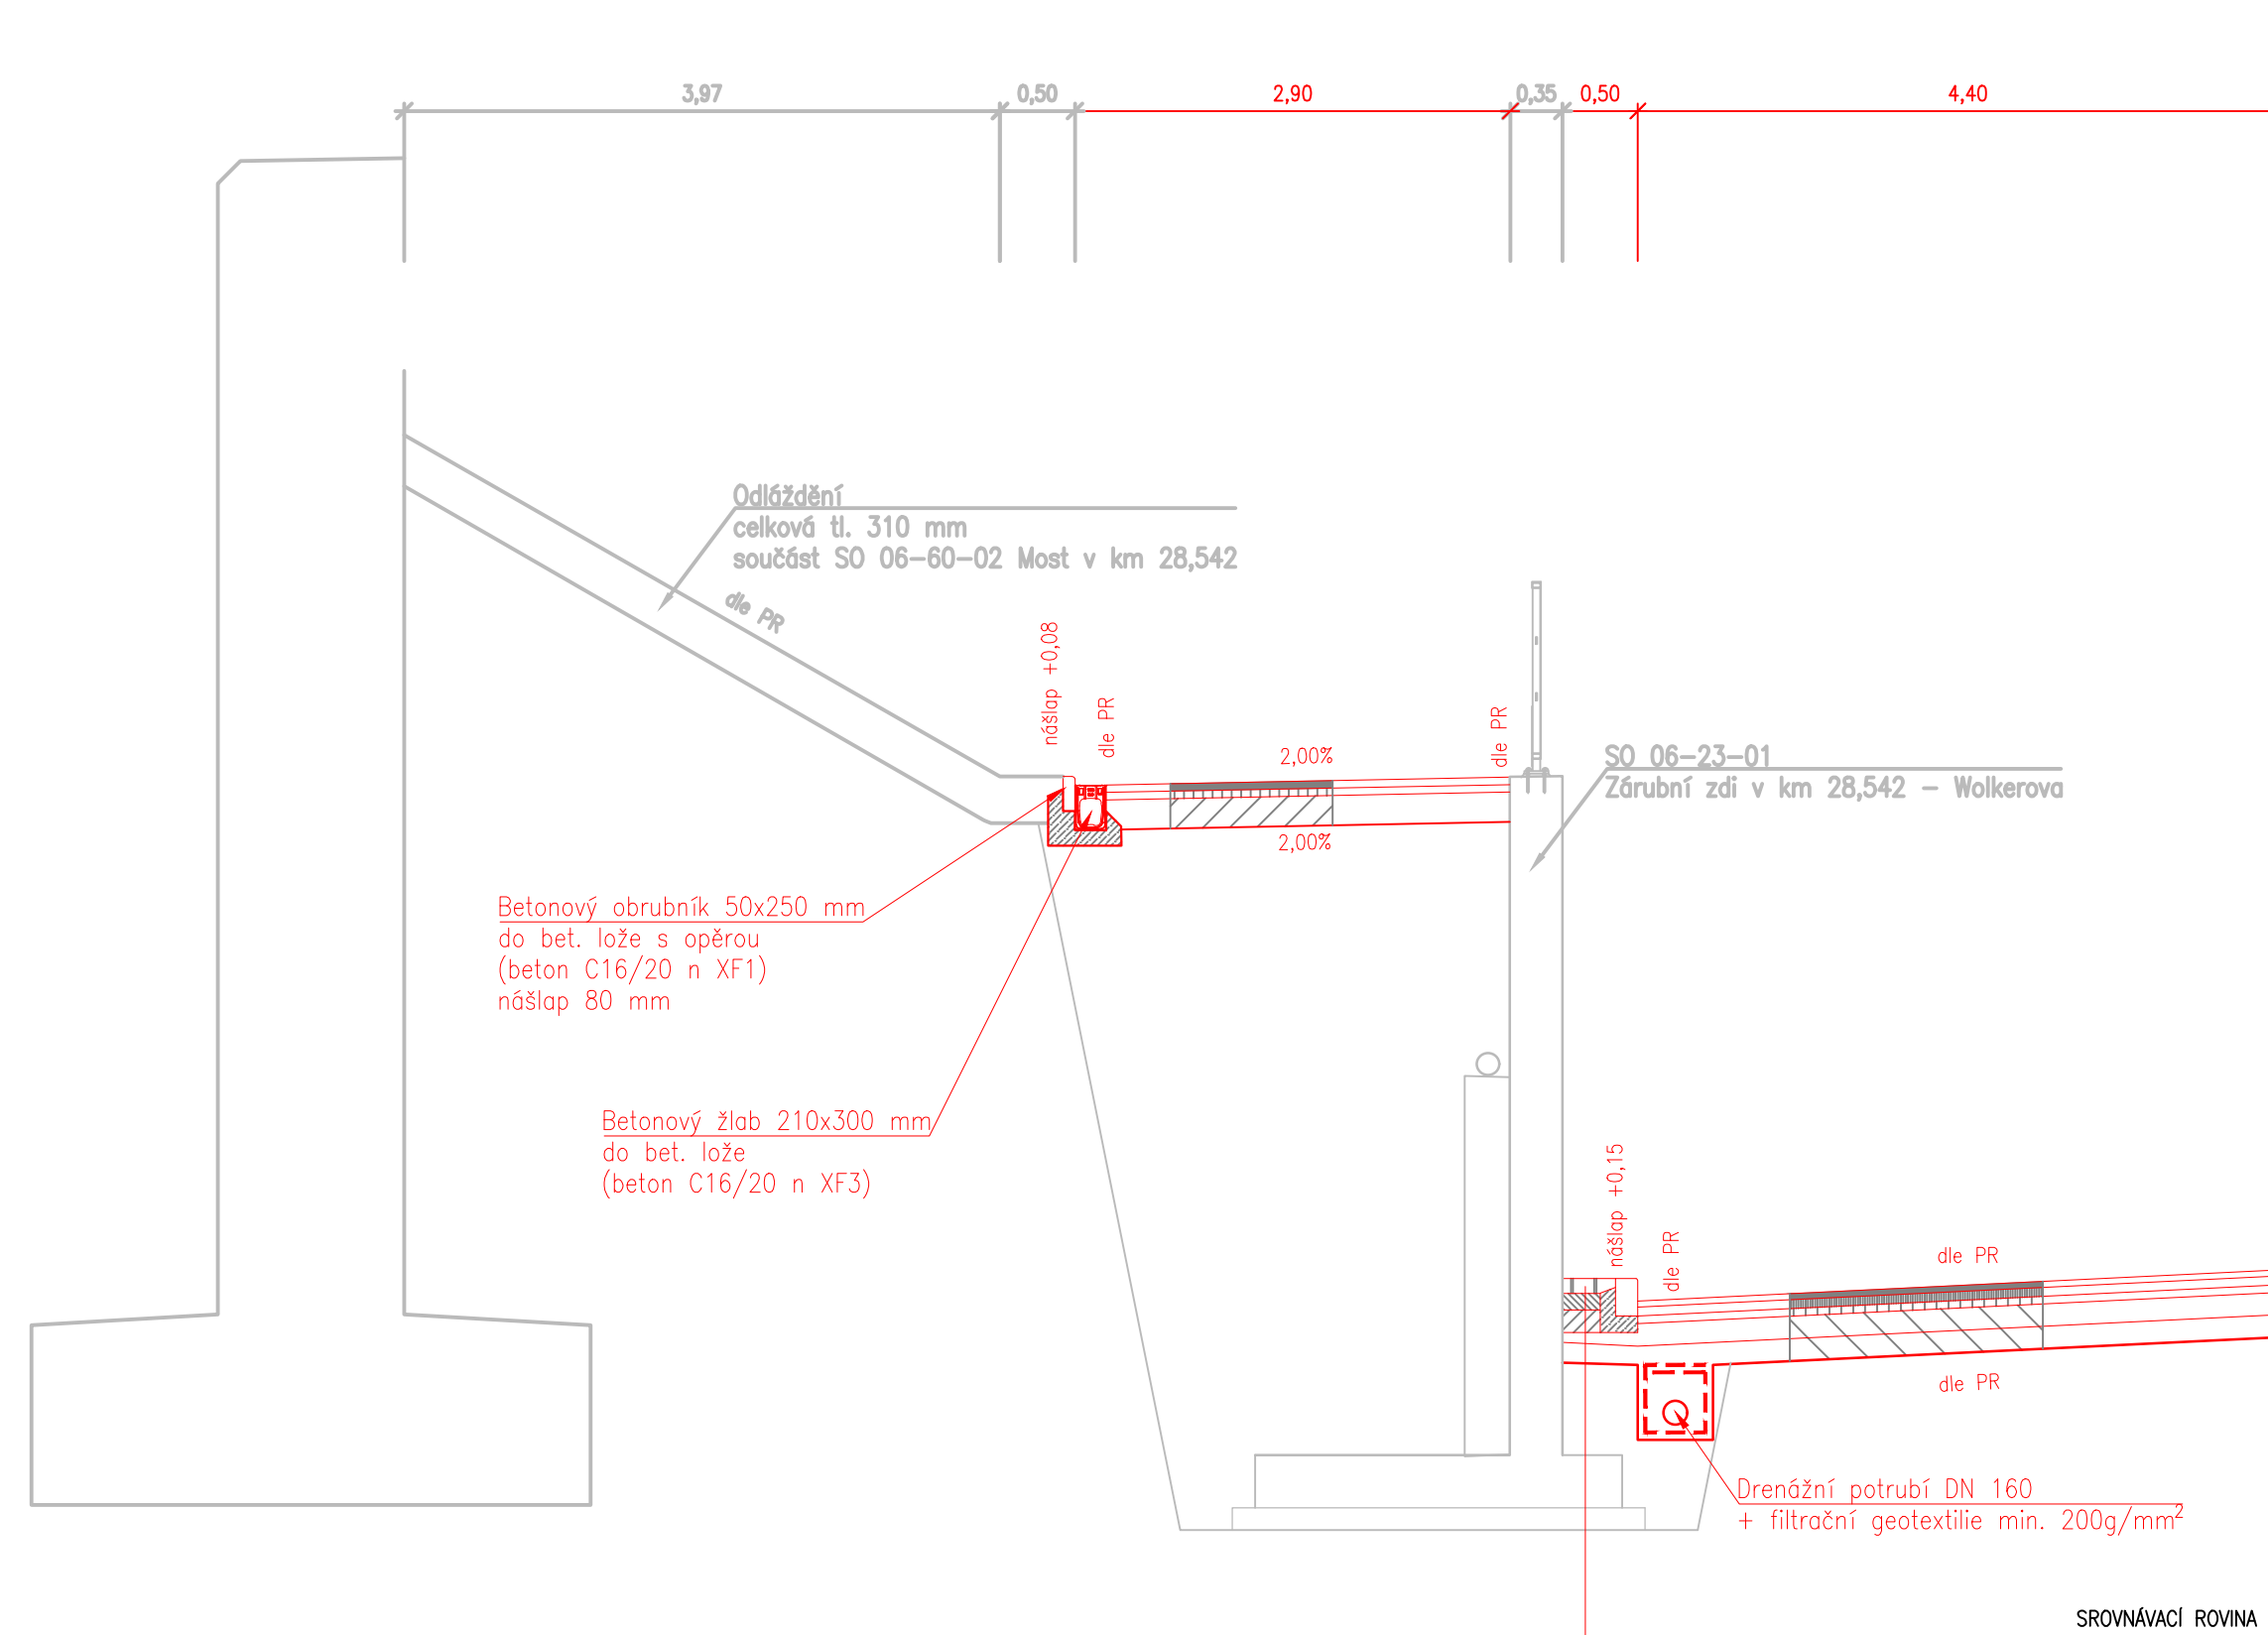 3,97
0,50
2,90
0,35
0,50
4,40
Odláždění
celková tl. 310 mm
součást SO 06-60-02 Most v km 28,542
dle PR
nášlap +0,08
dle PR
2,00%
dle PR
SO 06-23-01
Zárubní zdi v km 28,542 - Wolkerova
2,00%
Betonový obrubník 50x250 mm
do bet. lože s opěrou
(beton C16/20 n XF1)
nášlap 80 mm
Betonový žlab 210x300 mm
do bet. lože
(beton C16/20 n XF3)
nášlap +0,15
dle PR
dle PR
dle PR
Drenážní potrubí DN 160
+ filtrační geotextilie min. 200g/mm²
SROVNÁVACÍ ROVINA